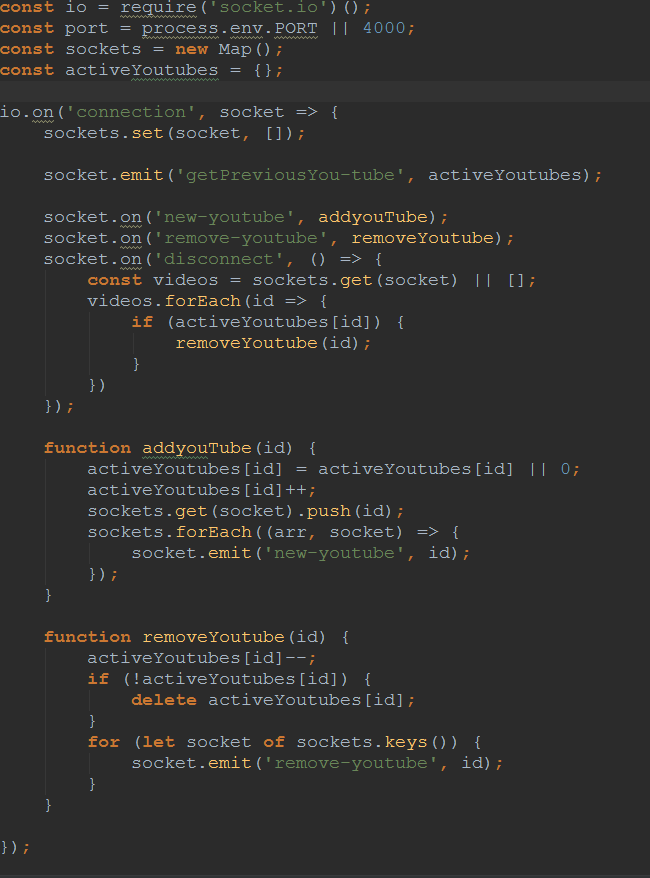 const io = require('socket.io')();
const port = process.env.PORT || 4000;
const sockets = new Map();
const activeYoutubes = {};
io.on('connection', socket => {
sockets.set(socket, []);
socket.emit('getPreviousYou-tube', activeYoutubes);
socket.on('new-youtube', addyouTube);
socket.on('remove-youtube', removeYoutube);
socket.on('disconnect', () => {
const videos = sockets.get(socket) || [];
videos.forEach(id => {
if (activeYoutubes[id]) {
removeYoutube(id);
}
})
});
function addyouTube(id) {
activeYoutubes[id] = activeYoutubes[id] || 0;
activeYoutubes[id]++;
sockets.get(socket).push(id);
sockets.forEach((arr, socket) => {
socket.emit('new-youtube', id);
});
}
function removeYoutube(id) {
activeYoutubes[id]--;
if (!activeYoutubes[id]) {
delete activeYoutubes[id];
}
for (let socket of sockets.keys()) {
socket.emit('remove-youtube', id);
}
}
});